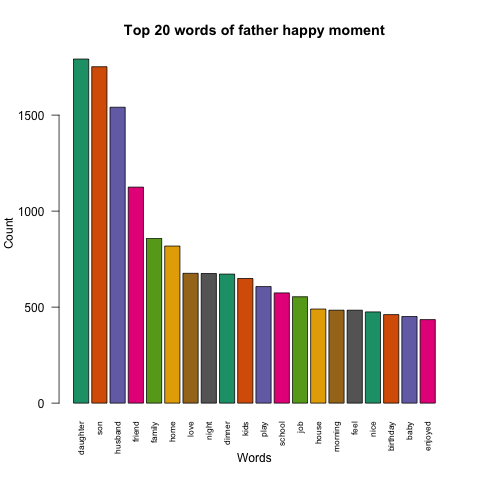 Top 20 words of father happy moment
1500
1000
500
0
Count
daughter
son
husband
friend
family
home
love
night
dinner
kids
play
school
job
house
morning
feel
nice
birthday
baby
enjoyed
Words